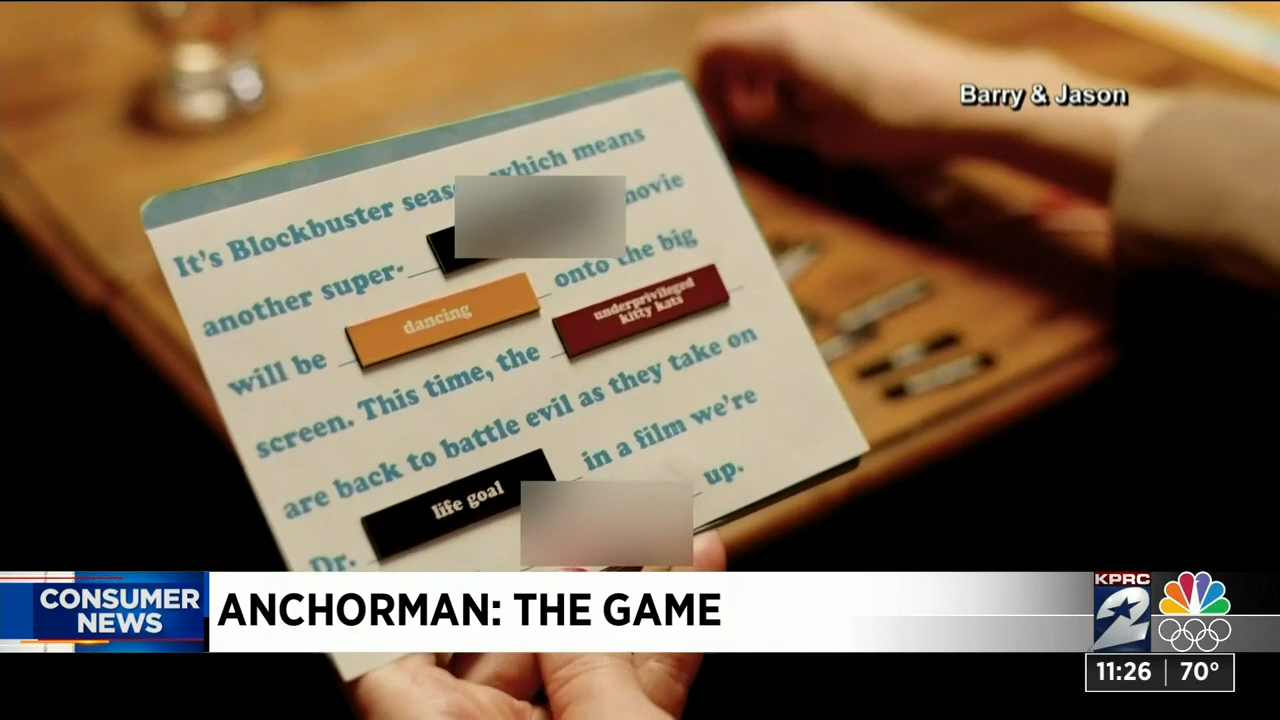 Barry & Jason
It's Blockbuster which means
another super- movie
will be dancing onto the big
screen. This time, the underprivileged kitty kats
are back to battle evil as they take on
Dr. life goal in a film we're
up.
CONSUMER NEWS
ANCHORMAN: THE GAME
KPRC
2
11:26 70°